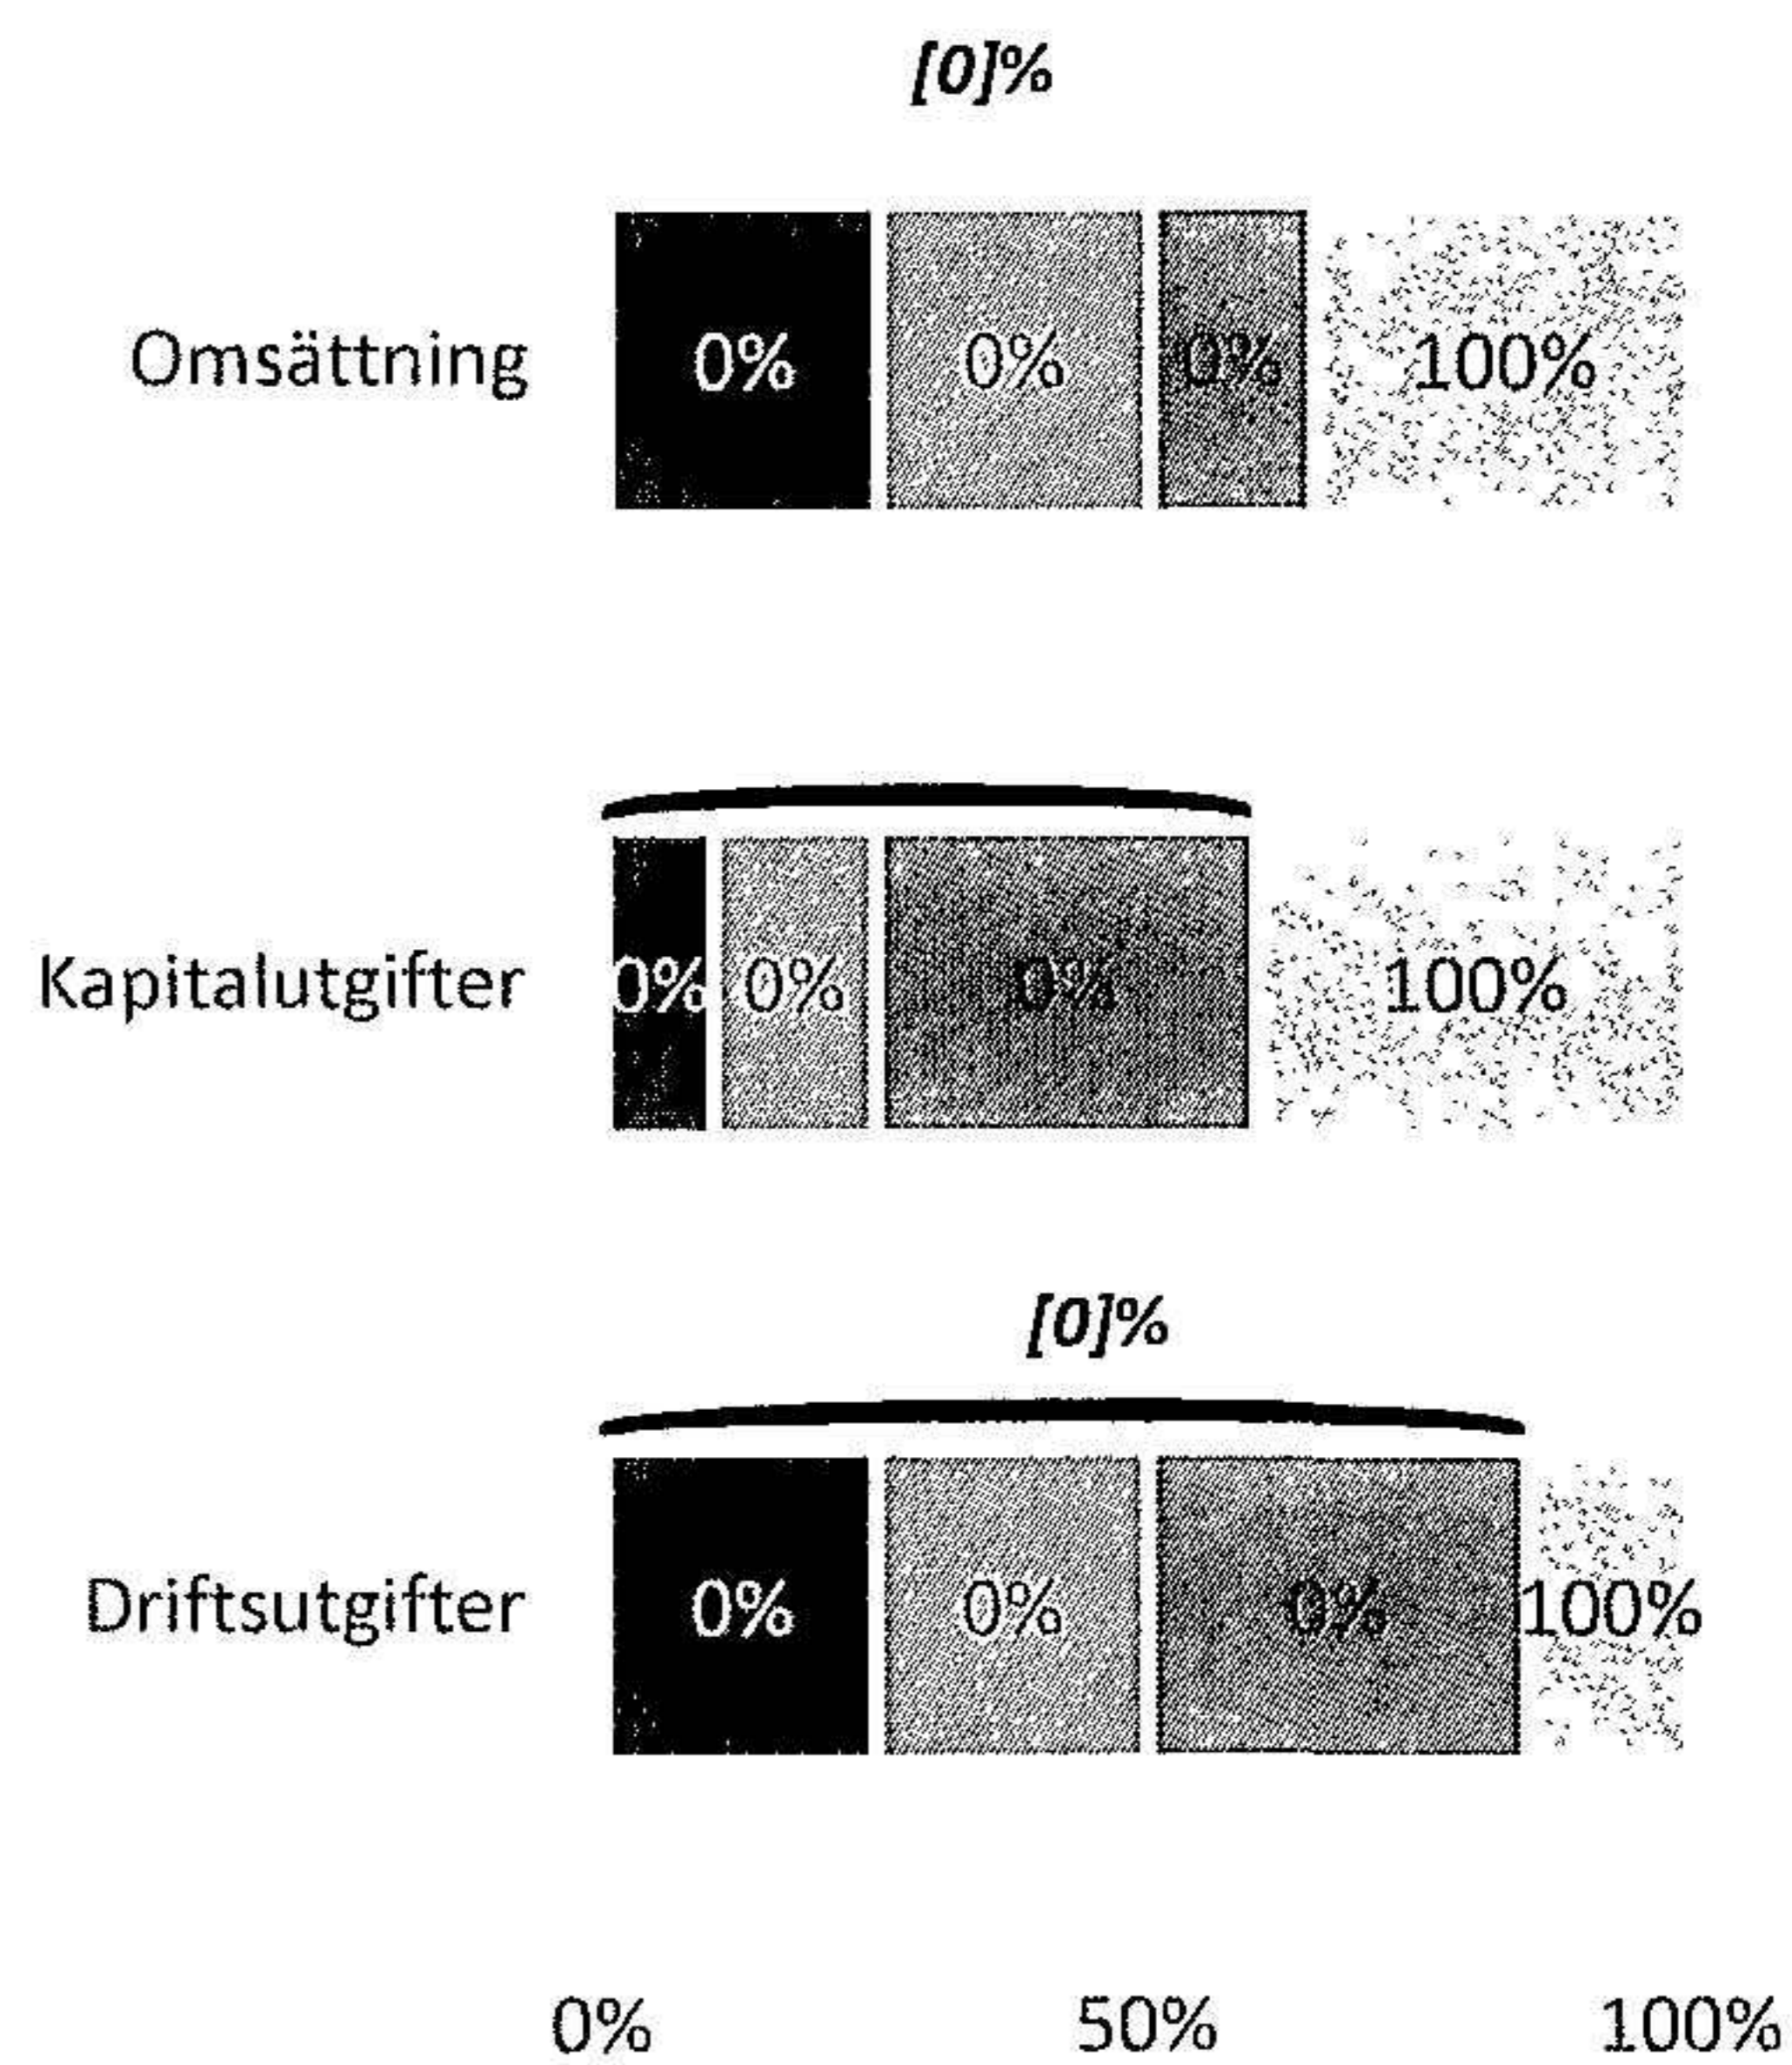 [0]%
Omsättning 0% 0% 0% 100%
Kapitalutgifter 0% 0% 0% 100%
[0]%
Driftsutgifter 0% 0% 0% 100%
0% 50% 100%